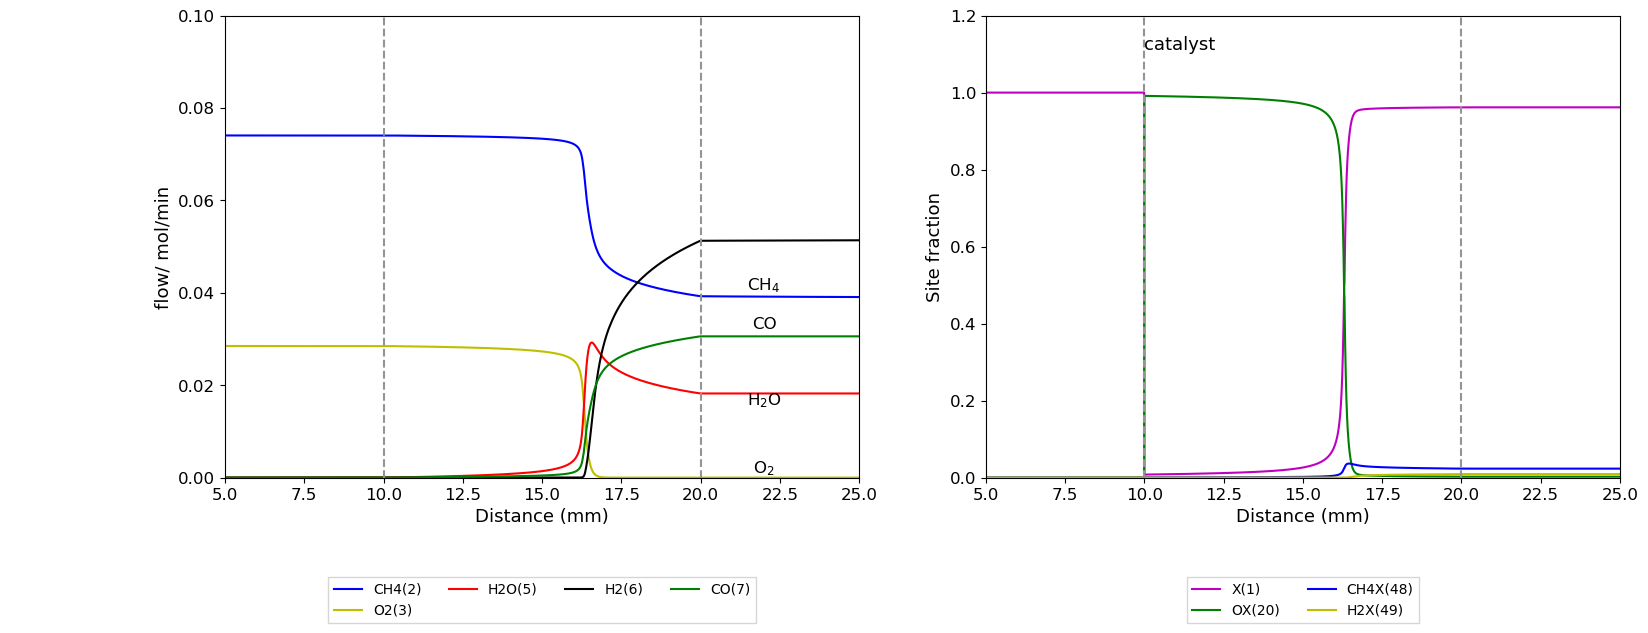 0.10
0.08
0.06
0.04
0.02
0.00
flow/ mol/min
CH4
CO
H2O
O2
5.0 7.5 10.0 12.5 15.0 17.5 20.0 22.5 25.0
Distance (mm)
CH4(2) H2O(5) H2(6) CO(7)
O2(3)
1.2
1.0
0.8
0.6
0.4
0.2
0.0
Site fraction
catalyst
5.0 7.5 10.0 12.5 15.0 17.5 20.0 22.5 25.0
Distance (mm)
X(1) CH4X(48)
OX(20) H2X(49)